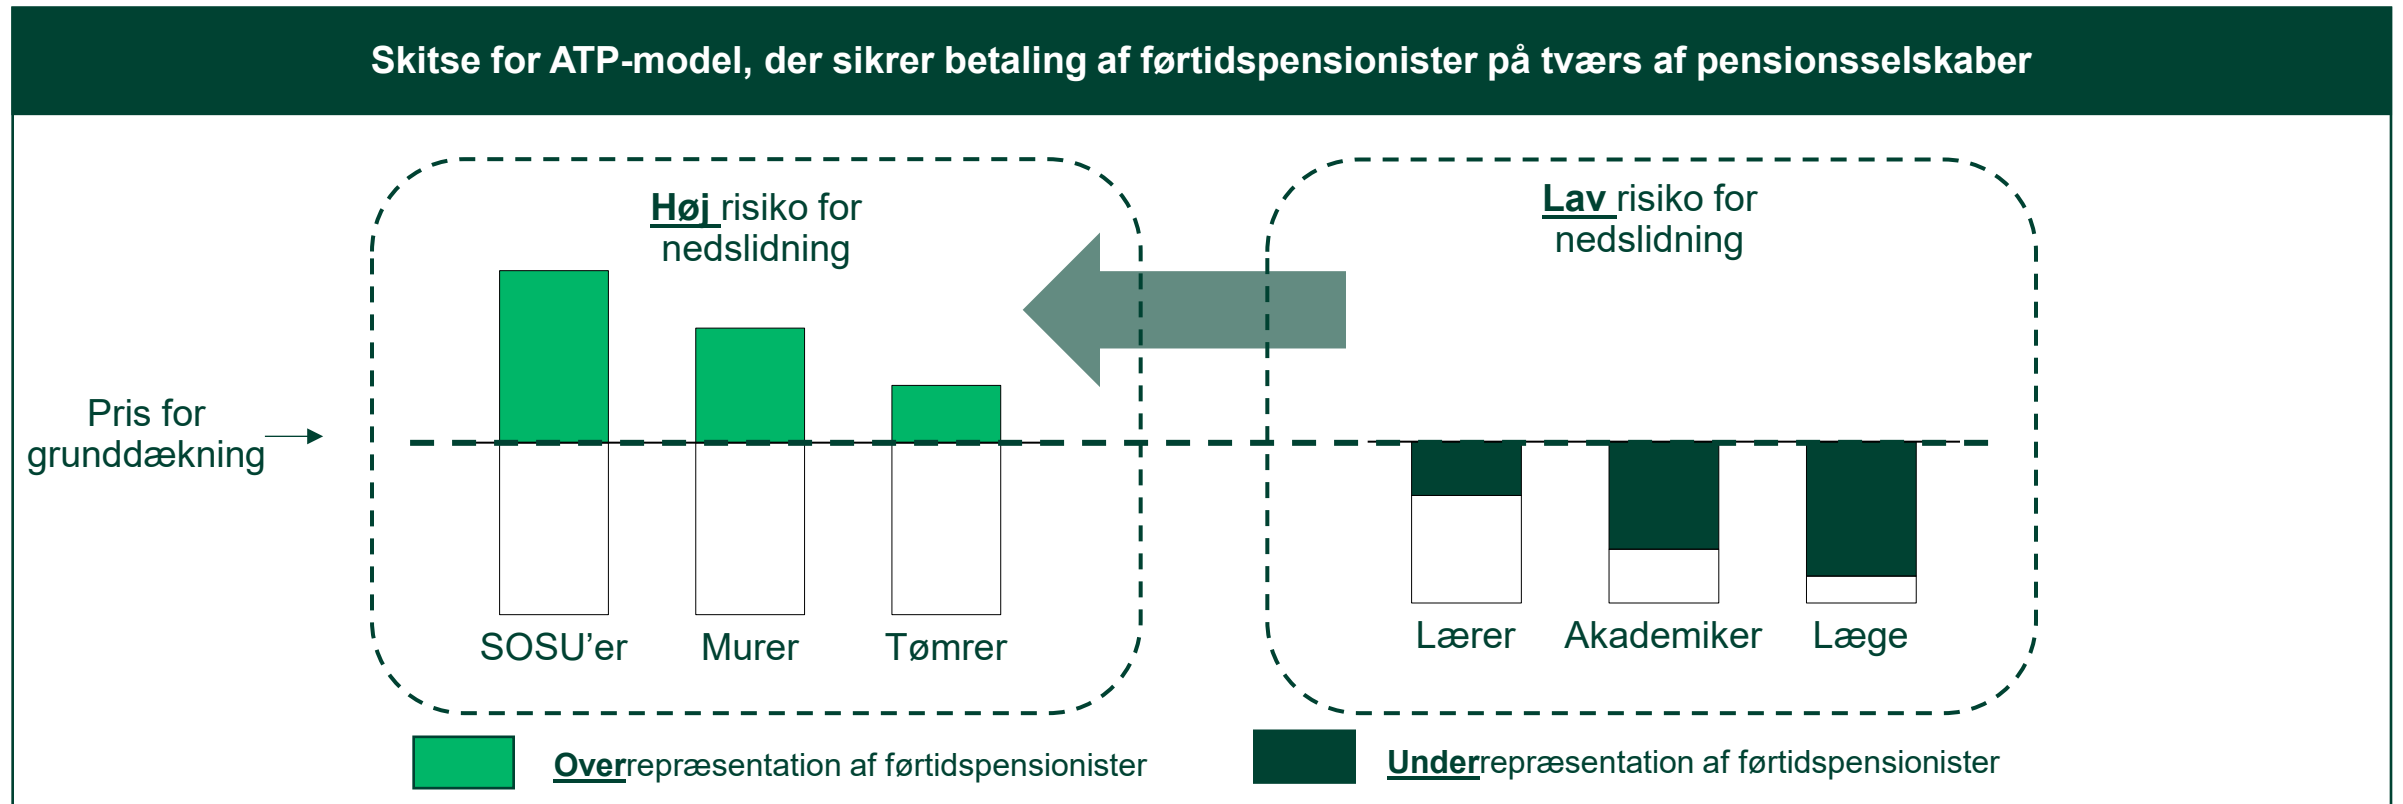 Skitse for ATP-model, der sikrer betaling af førtidspensionister på tværs af pensionsselskaber
Høj risiko for
nedslidning
Lav risiko for
nedslidning
Pris for
grunddækning
SOSU’er
Murer
Tømrer
Lærer
Akademiker
Læge
Overrepræsentation af førtidspensionister
Underrepræsentation af førtidspensionister